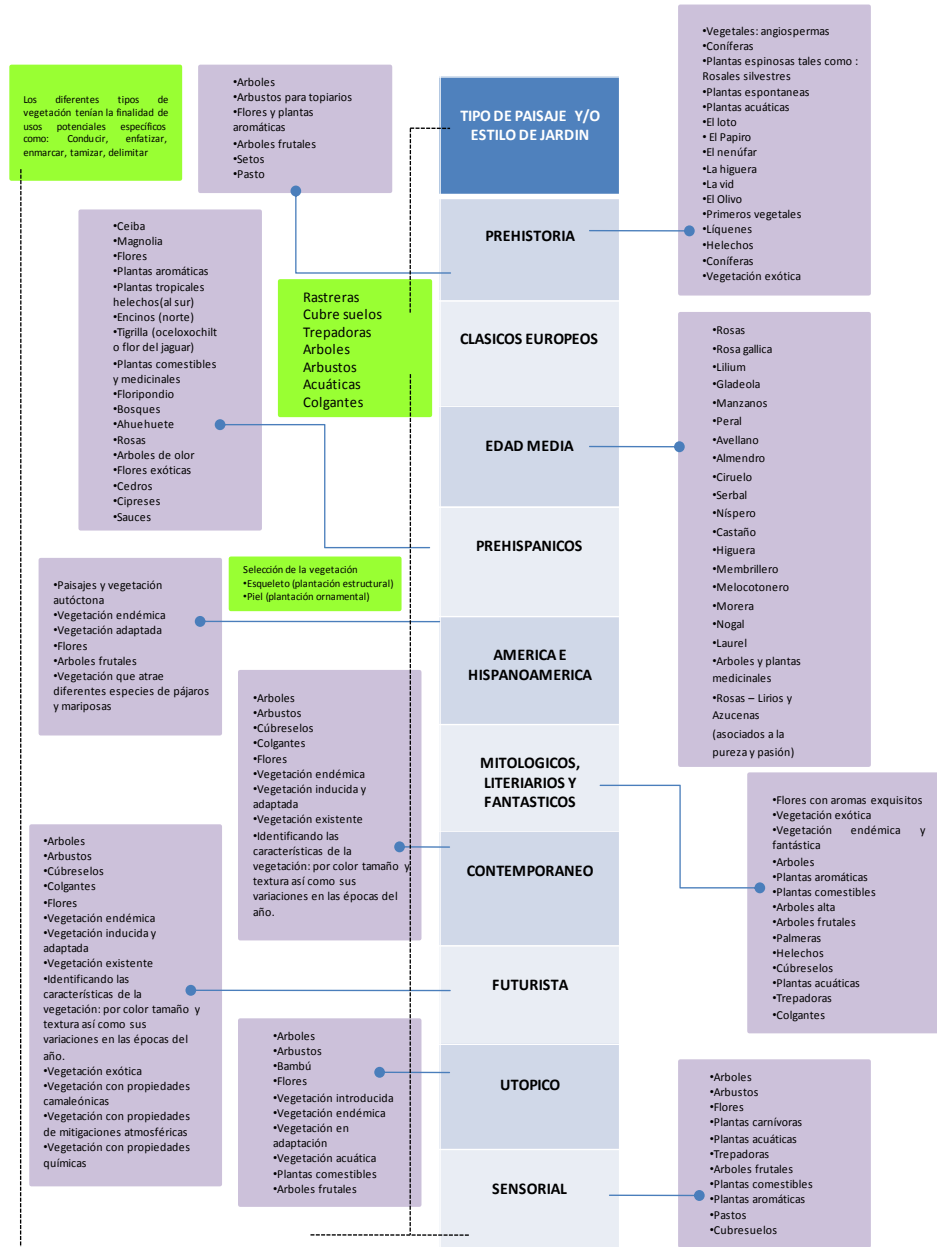 Los diferentes tipos de
vegetación tenían la finalidad de
usos potenciales específicos
como: Conducir, enfatizar,
enmarcar, tamizar, delimitar
•Arboles
•Arbustos para topiarios
•Flores y plantas
aromáticas
•Arboles frutales
•Setos
•Pasto
TIPO DE PAISAJE Y/O
ESTILO DE JARDIN
•Vegetales: angiospermas
•Coníferas
•Plantas espinosas tales como :
Rosales silvestres
•Plantas espontaneas
•Plantas acuáticas
•El loto
• El Papiro
•El nenúfar
•La higuera
•La vid
•El Olivo
•Primeros vegetales
•Líquenes
•Helechos
•Coníferas
•Vegetación exótica
PREHISTORIA
•Ceiba
•Magnolia
•Flores
•Plantas aromáticas
•Plantas tropicales
helechos(al sur)
•Encinos (norte)
•Tigrilla (oceloxochilt
o flor del jaguar)
•Plantas comestibles
y medicinales
•Floripondio
•Bosques
•Ahuehuete
•Rosas
•Arboles de olor
•Flores exóticas
•Cedros
•Cipreses
•Sauces
Rastreras
Cubre suelos
Trepadoras
Arboles
Arbustos
Acuáticas
Colgantes
CLASICOS EUROPEOS
EDAD MEDIA
•Rosas
•Rosa gallica
•Lilium
•Gladeola
•Manzanos
•Peral
•Avellano
•Almendro
•Ciruelo
•Serbal
•Níspero
•Castaño
•Higuera
•Membrillero
•Melocotonero
•Morera
•Nogal
•Laurel
•Arboles y plantas
medicinales
•Rosas – Lirios y
Azucenas
(asociados a la
pureza y pasión)
PREHISPANICOS
Selección de la vegetación
•Esqueleto (plantación estructural)
•Piel (plantación ornamental)
•Paisajes y vegetación
autóctona
•Vegetación endémica
•Vegetación adaptada
•Flores
•Arboles frutales
•Vegetación que atrae
diferentes especies de pájaros
y mariposas
AMERICA E
HISPANOAMERICA
•Arboles
•Arbustos
•Cúbreselos
•Colgantes
•Flores
•Vegetación endémica
•Vegetación inducida y
adaptada
•Vegetación existente
•Identificando las
características de la
vegetación: por color tamaño y
textura así como sus
variaciones en las épocas del
año.
MITOLOGICOS,
LITERIARIOS Y
FANTASTICOS
•Flores con aromas exquisitos
•Vegetación exótica
•Vegetación endémica y
fantástica
•Arboles
•Plantas aromáticas
•Plantas comestibles
•Arboles alta
•Arboles frutales
•Palmeras
•Helechos
•Cúbreselos
•Plantas acuáticas
•Trepadoras
•Colgantes
CONTEMPORANEO
•Arboles
•Arbustos
•Cúbreselos
•Colgantes
•Flores
•Vegetación endémica
•Vegetación inducida y
adaptada
•Vegetación existente
•Identificando las
características de la
vegetación: por color tamaño y
textura así como sus
variaciones en las épocas del
año.
•Vegetación exótica
•Vegetación con propiedades
camaleónicas
•Vegetación con propiedades
de mitigaciones atmosféricas
•Vegetación con propiedades
químicas
FUTURISTA
•Arboles
•Arbustos
•Bambú
•Flores
•Vegetación introducida
•Vegetación endémica
•Vegetación en
adaptación
•Vegetación acuática
•Plantas comestibles
•Arboles frutales
UTOPICO
SENSORIAL
•Arboles
•Arbustos
•Flores
•Plantas carnívoras
•Plantas acuáticas
•Trepadoras
•Arboles frutales
•Plantas comestibles
•Plantas aromáticas
•Pastos
•Cubresuelos